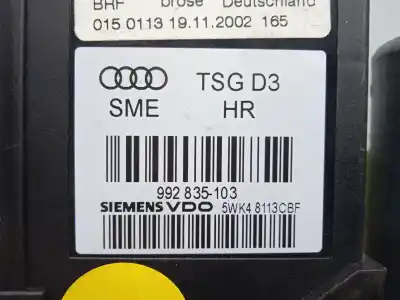 BRF brose Deutschland
015 0113 19.11.2002 165
TSG D3
SME HR
992 835-103
SIEMENS VDO 5WK4 8113CBF